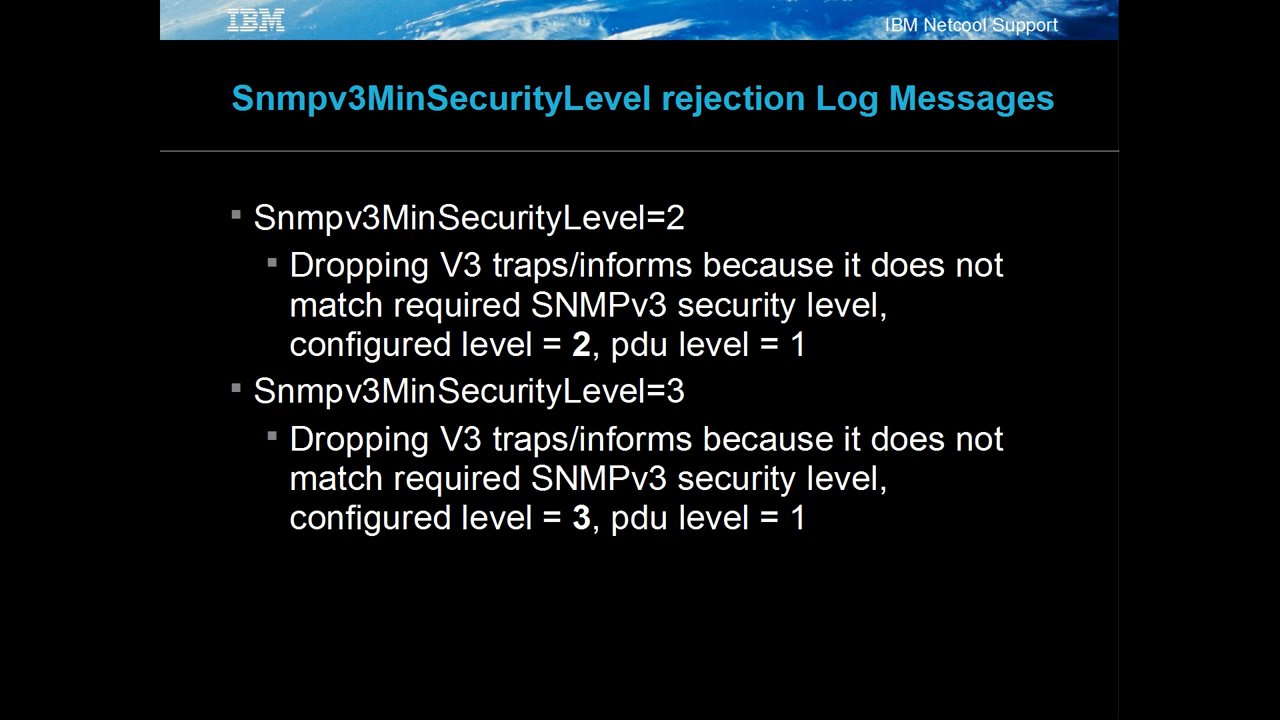 IBM
IBM Netcool Support
Snmpv3MinSecurityLevel rejection Log Messages
Snmpv3MinSecurityLevel=2
Dropping V3 traps/informs because it does not
match required SNMPv3 security level,
configured level = 2, pdu level = 1
Snmpv3MinSecurityLevel=3
Dropping V3 traps/informs because it does not
match required SNMPv3 security level,
configured level = 3, pdu level = 1